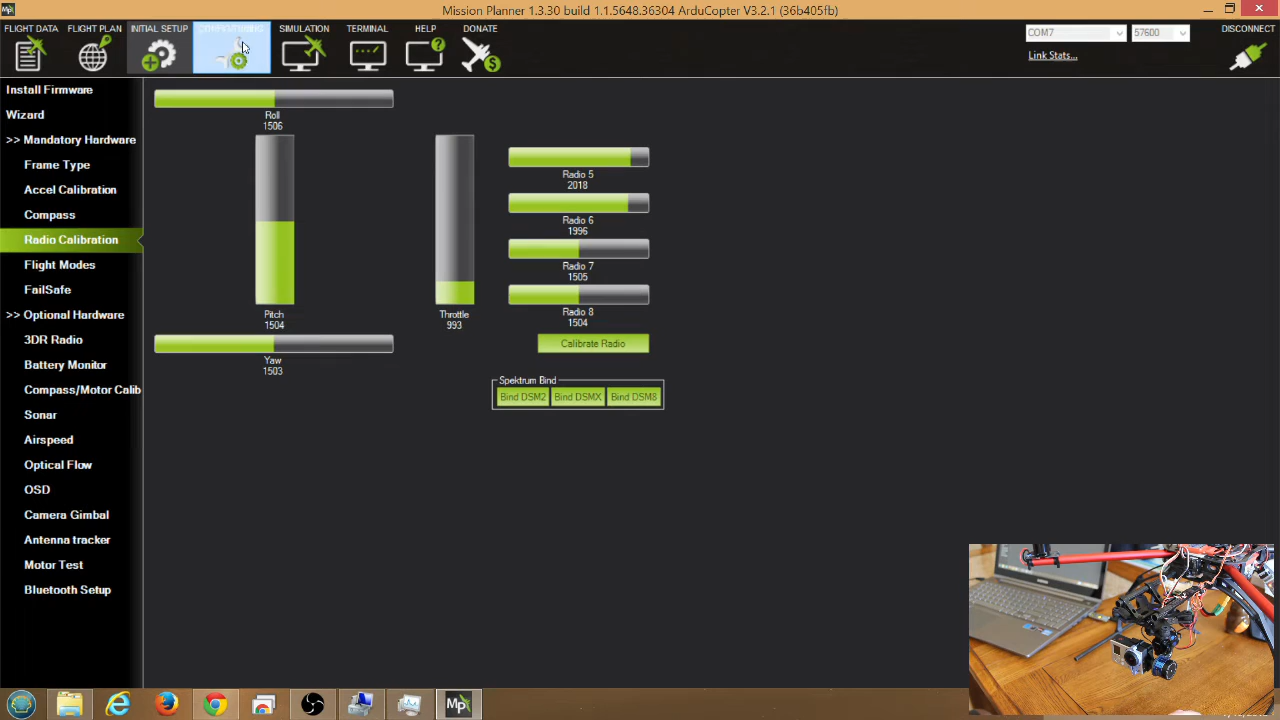 Mission Planner 1.3.30 build 1.1.5648.36304 ArduCopter V3.2.1 (36b405fb)
FLIGHT DATA FLIGHT PLAN INITIAL SETUP CONFIG/TUNING SIMULATION TERMINAL HELP DONATE COM7 57600 DISCONNECT
Link Stats...
Install Firmware
Wizard
>> Mandatory Hardware
Frame Type
Accel Calibration
Compass
Radio Calibration
Flight Modes
FailSafe
>> Optional Hardware
3DR Radio
Battery Monitor
Compass/Motor Calib
Sonar
Airspeed
Optical Flow
OSD
Camera Gimbal
Antenna tracker
Motor Test
Bluetooth Setup
Roll
1506
Pitch
1504
Throttle
993
Yaw
1503
Radio 5
2018
Radio 6
1996
Radio 7
1505
Radio 8
1504
Calibrate Radio
Spektrum Bind
Bind DSM2 Bind DSMX Bind DSM8